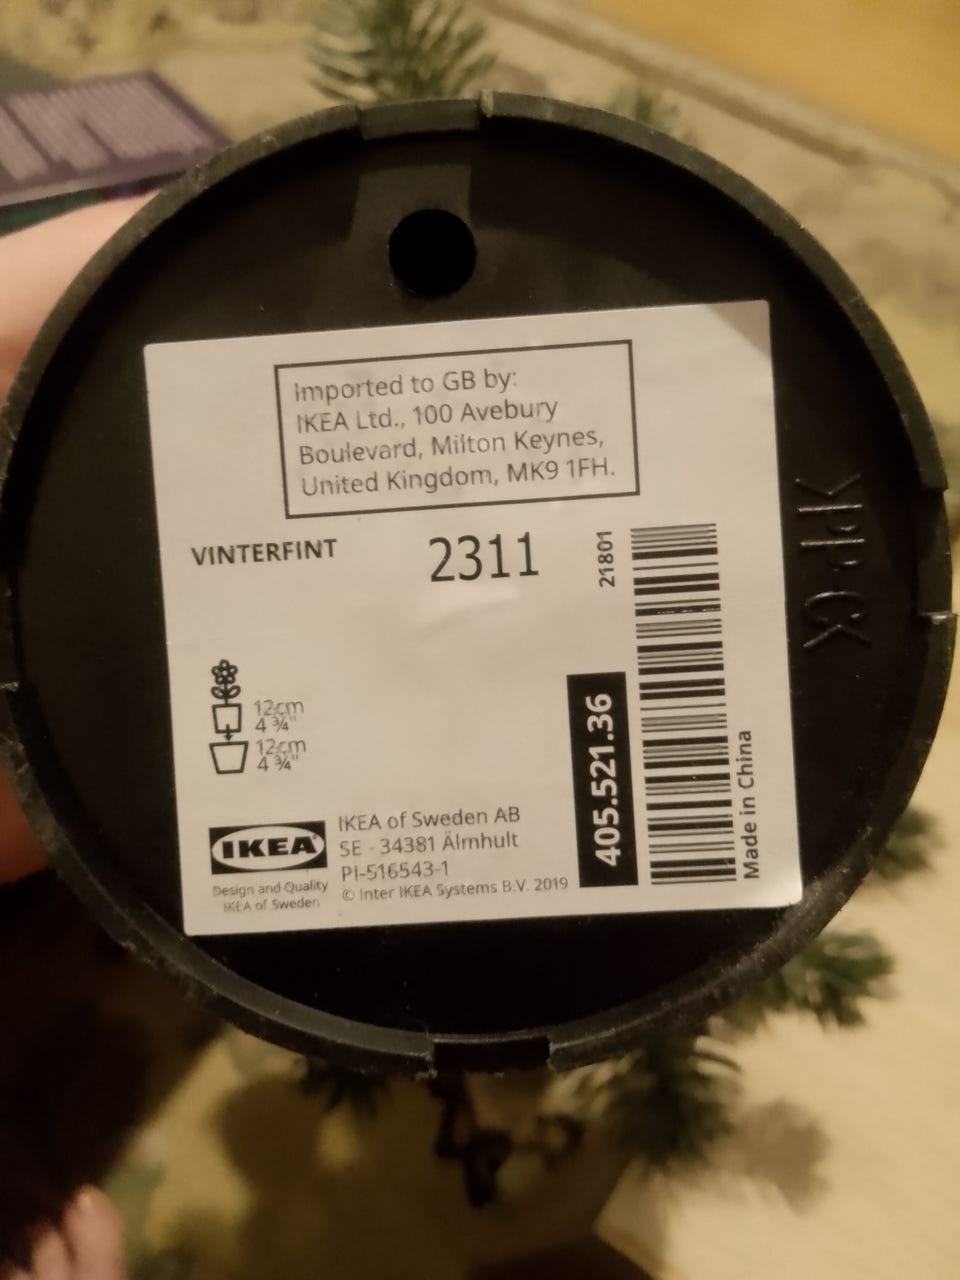 Imported to GB by:
IKEA Ltd., 100 Avebury
Boulevard, Milton Keynes,
United Kingdom, MK9 1FH.
VINTERFINT
2311
21801
12cm
4 ¾"
12cm
4 ¾"
405.521.36
Made in China
IKEA
Design and Quality
IKEA of Sweden
IKEA of Sweden AB
SE - 34381 Älmhult
PI-516543-1
© Inter IKEA Systems B.V. 2019
>PP-CK